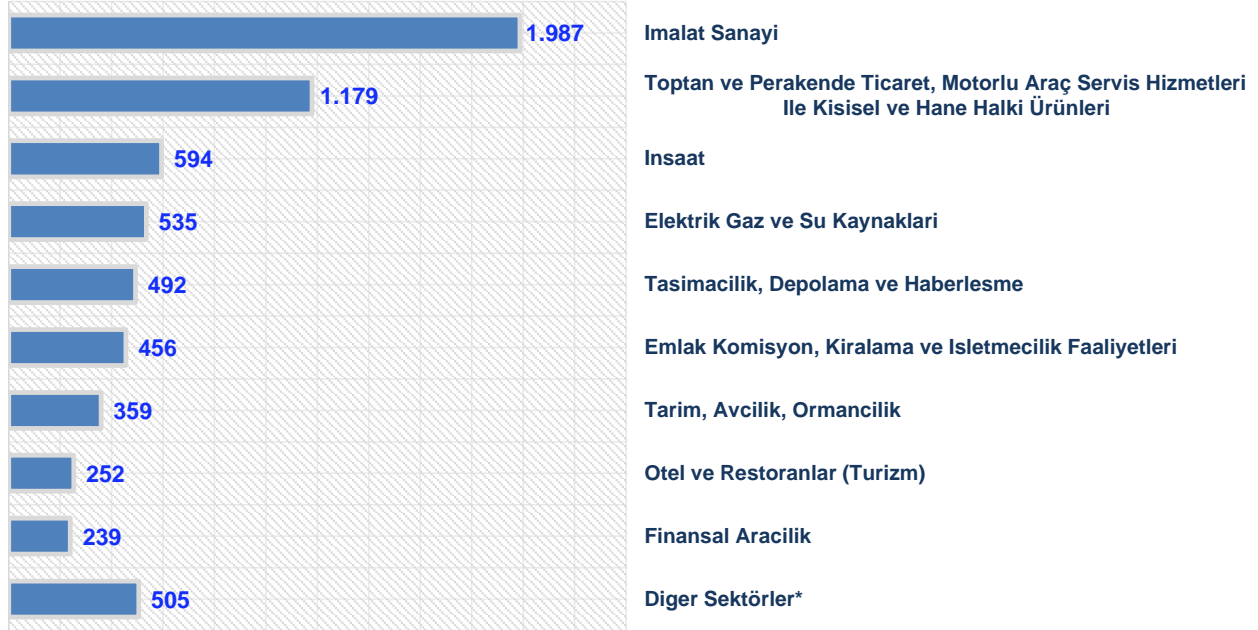 1.987 Imalat Sanayi
1.179 Toptan ve Perakende Ticaret, Motorlu Araç Servis Hizmetleri
Ile Kisisel ve Hane Halki Ürünleri
594 Insaat
535 Elektrik Gaz ve Su Kaynaklari
492 Tasimacilik, Depolama ve Haberlesme
456 Emlak Komisyon, Kiralama ve Isletmecilik Faaliyetleri
359 Tarim, Avcilik, Ormancilik
252 Otel ve Restoranlar (Turizm)
239 Finansal Aracilik
505 Diger Sektörler*